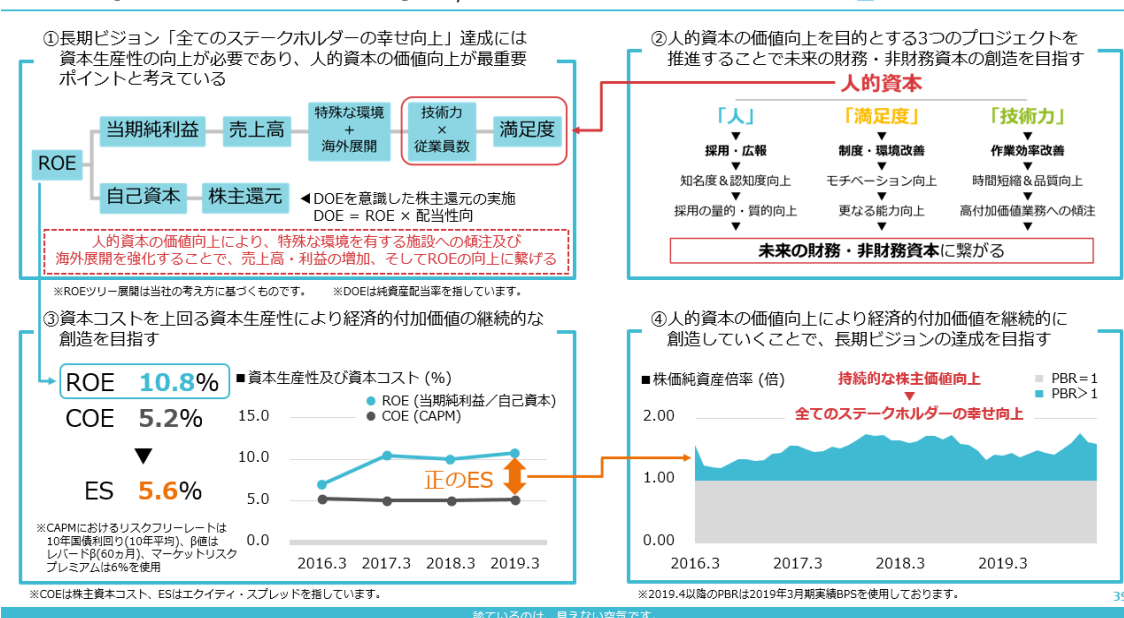 ①長期ビジョン「全てのステークホルダーの幸せ向上」達成には
資本生産性の向上が必要であり、人的資本の価値向上が最重要
ポイントと考えている
ROE
当期純利益
売上高
特殊な環境
+
海外展開
技術力
×
従業員数
満足度
自己資本
株主還元
◀DOEを意識した株主還元の実施
DOE = ROE × 配当性向
人的資本の価値向上により、特殊な環境を有する施設への傾注及び
海外展開を強化することで、売上高・利益の増加、そしてROEの向上に繋げる
※ROEツリー展開は当社の考え方に基づくものです。 ※DOEは純資産配当率を指しています。
②人的資本の価値向上を目的とする3つのプロジェクトを
推進することで未来の財務・非財務資本の創造を目指す
人的資本
「人」
▼
採用・広報
▼
知名度&認知度向上
▼
採用の量的・質的向上
▼
「満足度」
▼
制度・環境改善
▼
モチベーション向上
▼
更なる能力向上
▼
「技術力」
▼
作業効率改善
▼
時間短縮&品質向上
▼
高付加価値業務への傾注
▼
未来の財務・非財務資本に繋がる
③資本コストを上回る資本生産性により経済的付加価値の継続的な
創造を目指す
ROE 10.8%
COE 5.2%
▼
ES 5.6%
※CAPMにおけるリスクフリーレートは
10年国債利回り(10年平均)、β値は
レバードβ(60ヵ月)、マーケットリスク
プレミアムは6%を使用
■資本生産性及び資本コスト (%)
ROE (当期純利益／自己資本)
COE (CAPM)
15.0
10.0
5.0
0.0
正のES
2016.3 2017.3 2018.3 2019.3
※COEは株主資本コスト、ESはエクイティ・スプレッドを指しています。
④人的資本の価値向上により経済的付加価値を継続的に
創造していくことで、長期ビジョンの達成を目指す
■株価純資産倍率 (倍)
持続的な株主価値向上
▼
全てのステークホルダーの幸せ向上
PBR＝1
PBR＞1
2.00
1.00
0.00
2016.3 2017.3 2018.3 2019.3
※2019.4以降のPBRは2019年3月期実績BPSを使用しております。